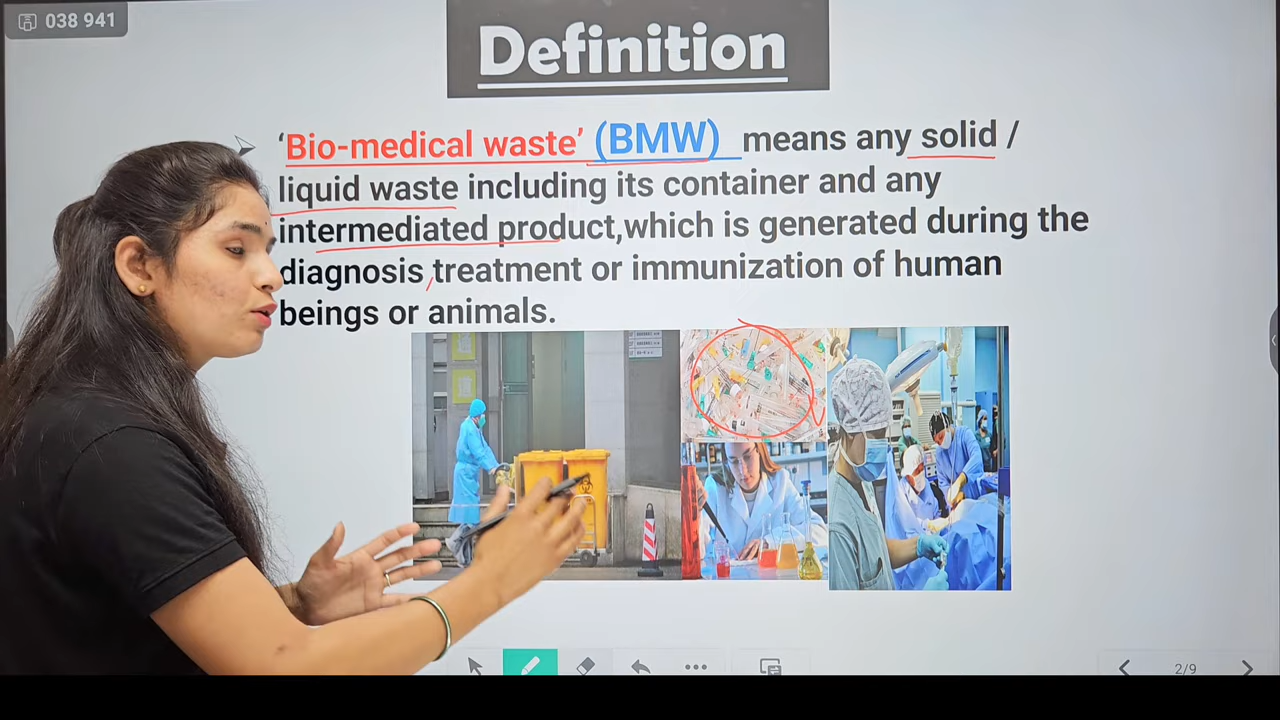 038 941
Definition
‘Bio-medical waste’ (BMW) means any solid /
liquid waste including its container and any
intermediated product,which is generated during the
diagnosis,treatment or immunization of human
beings or animals.
2/9